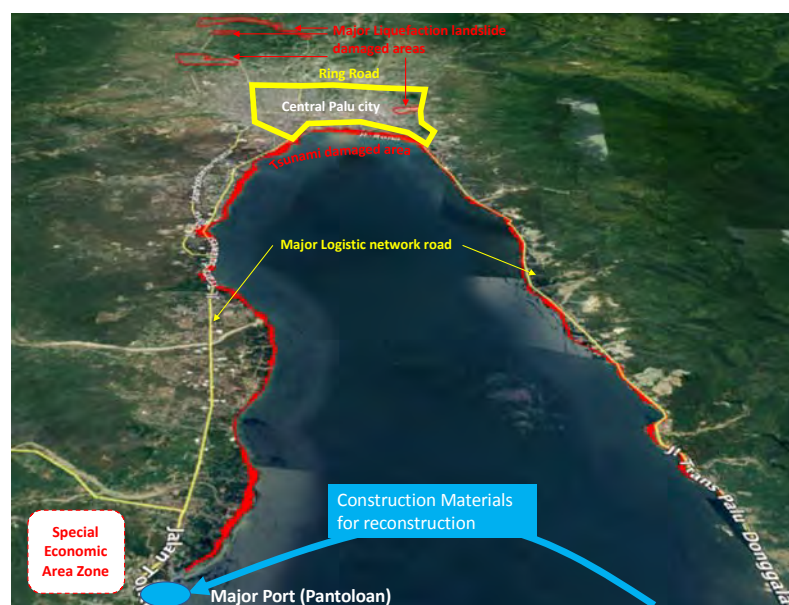 Major Liquefaction landslide
damaged areas
Ring Road
Central Palu city
Tsunami damaged area
Major Logistic network road
Construction Materials
for reconstruction
Special
Economic
Area Zone
Jalan
Major Port (Pantoloan)
Jl Trans Palu Donggala